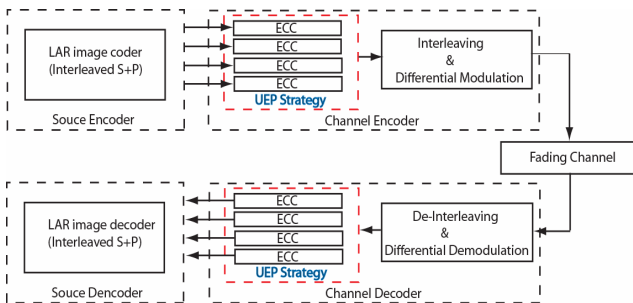 LAR image coder
(Interleaved S+P)
Souce Encoder
ECC
ECC
ECC
ECC
UEP Strategy
Interleaving
&
Differential Modulation
Channel Encoder
Fading Channel
LAR image decoder
(Interleaved S+P)
Souce Dencoder
ECC
ECC
ECC
ECC
UEP Strategy
De-Interleaving
&
Differential Demodulation
Channel Decoder